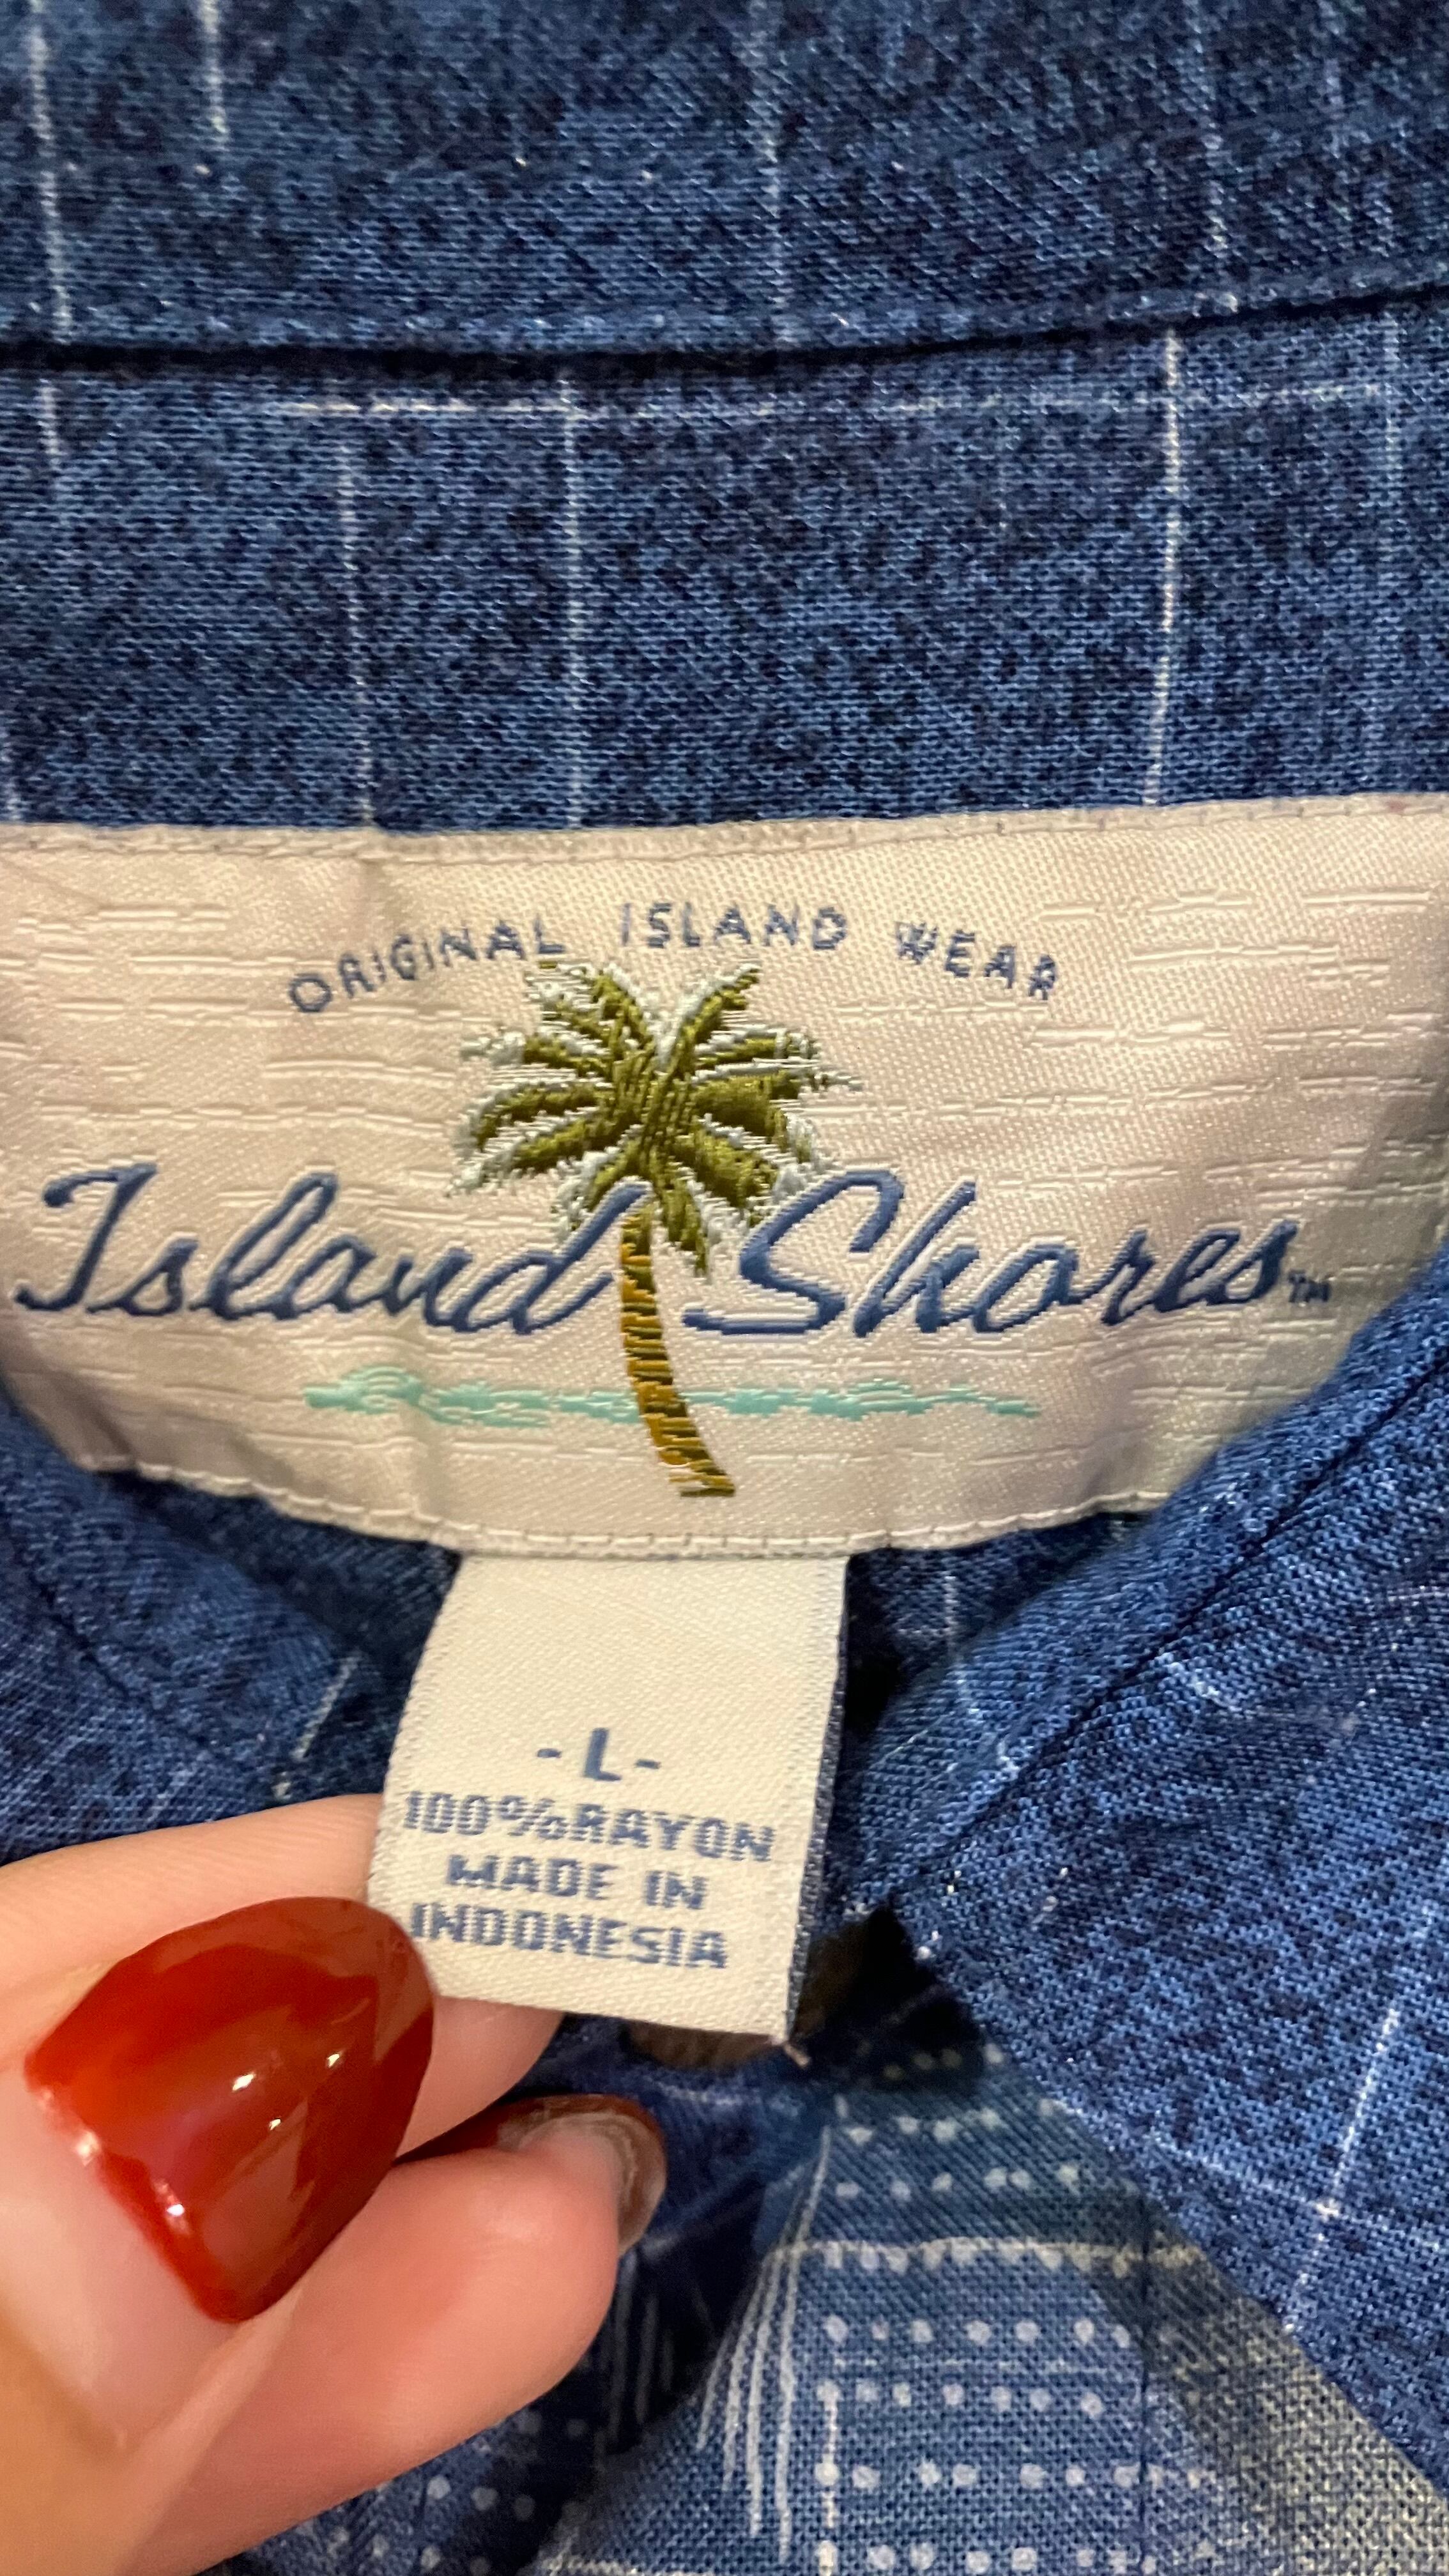 ORIGINAL ISLAND WEAR
Island Shores™
-L-
100%RAYON
MADE IN
INDONESIA